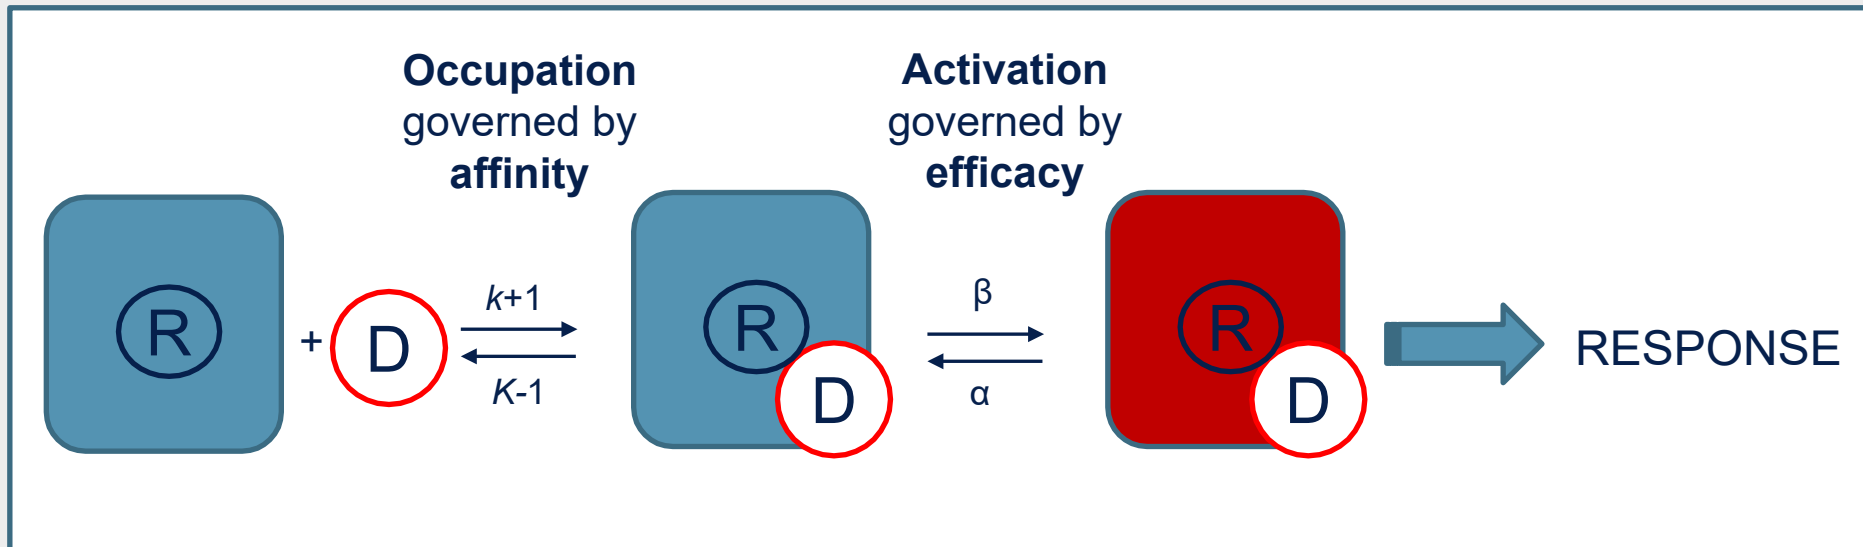 Occupation
governed by
affinity
Activation
governed by
efficacy
R
+
D
k+1
K-1
R
D
β
α
R
D
RESPONSE